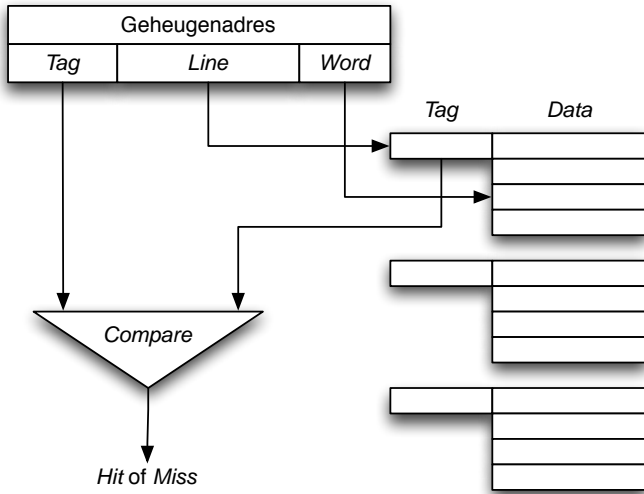 Geheugenadres
Tag Line Word
Tag Data
Compare
Hit of Miss